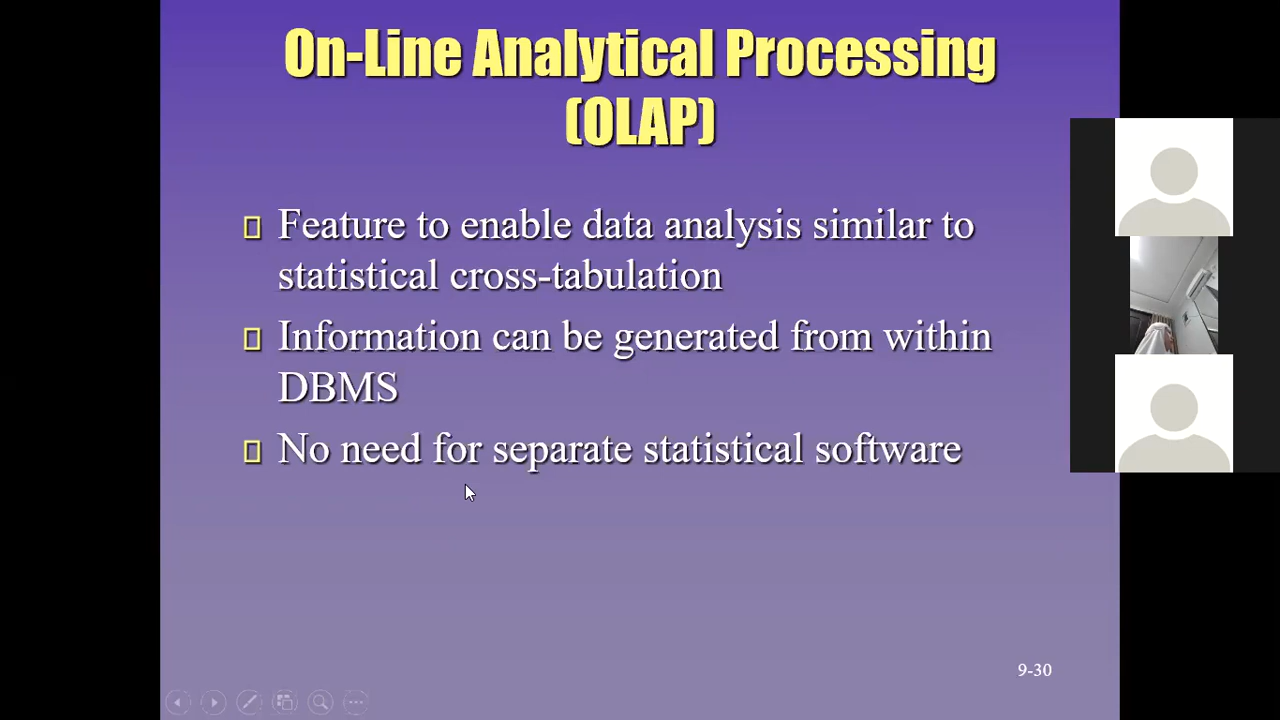 On-Line Analytical Processing
(OLAP)
Feature to enable data analysis similar to
statistical cross-tabulation
Information can be generated from within
DBMS
No need for separate statistical software
9-30